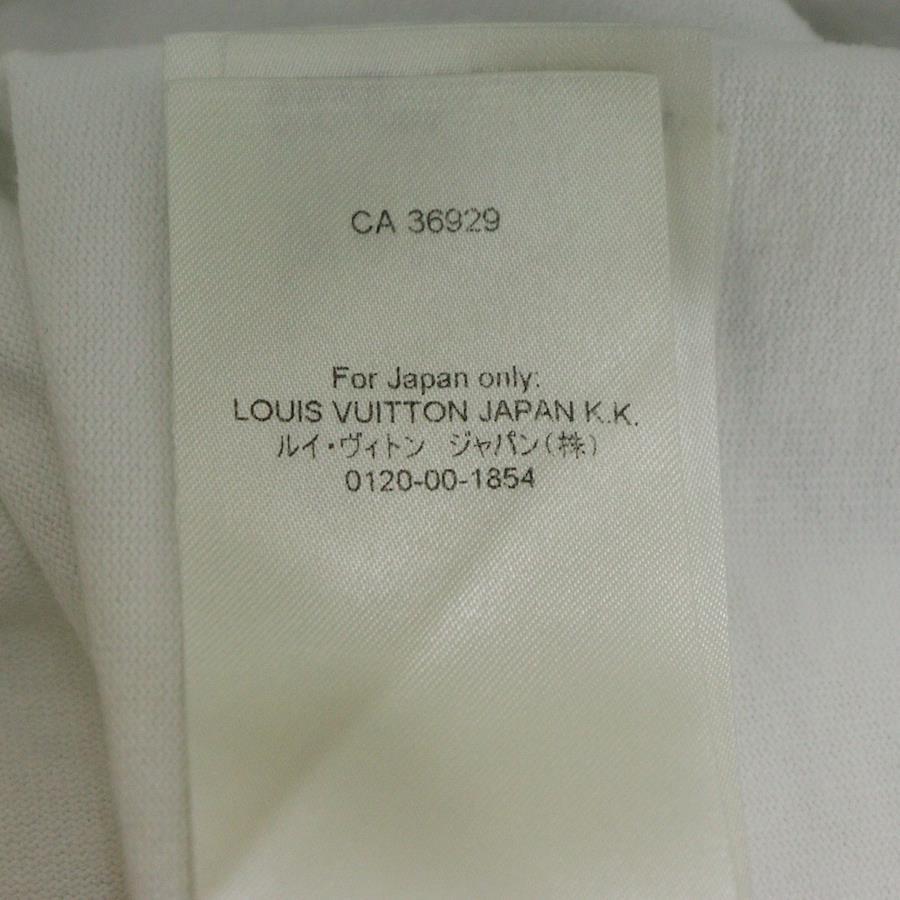 CA 36929
For Japan only:
LOUIS VUITTON JAPAN K.K.
ルイ・ヴィトン　ジャパン(株)
0120-00-1854